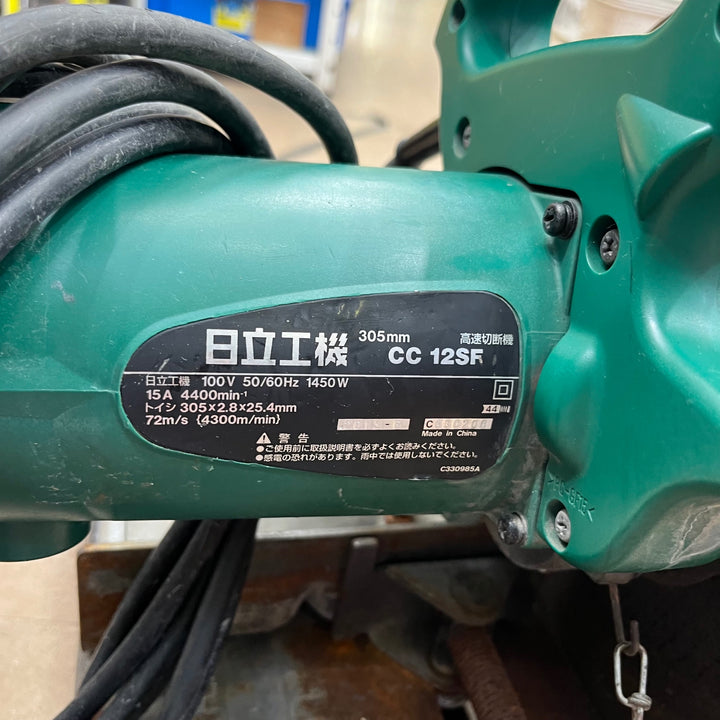 日立工機 305mm 高速切断機
CC 12SF
日立工機 100V 50/60Hz 1450W
15A 4400min⁻¹
トイシ 305×2.8×25.4mm
72m/s (4300m/min)
44
Made in China
警告
●ご使用前に取扱説明書を必ずよくお読みください。
●感電の恐れがあります。雨中では使用しないでください。
C330985A